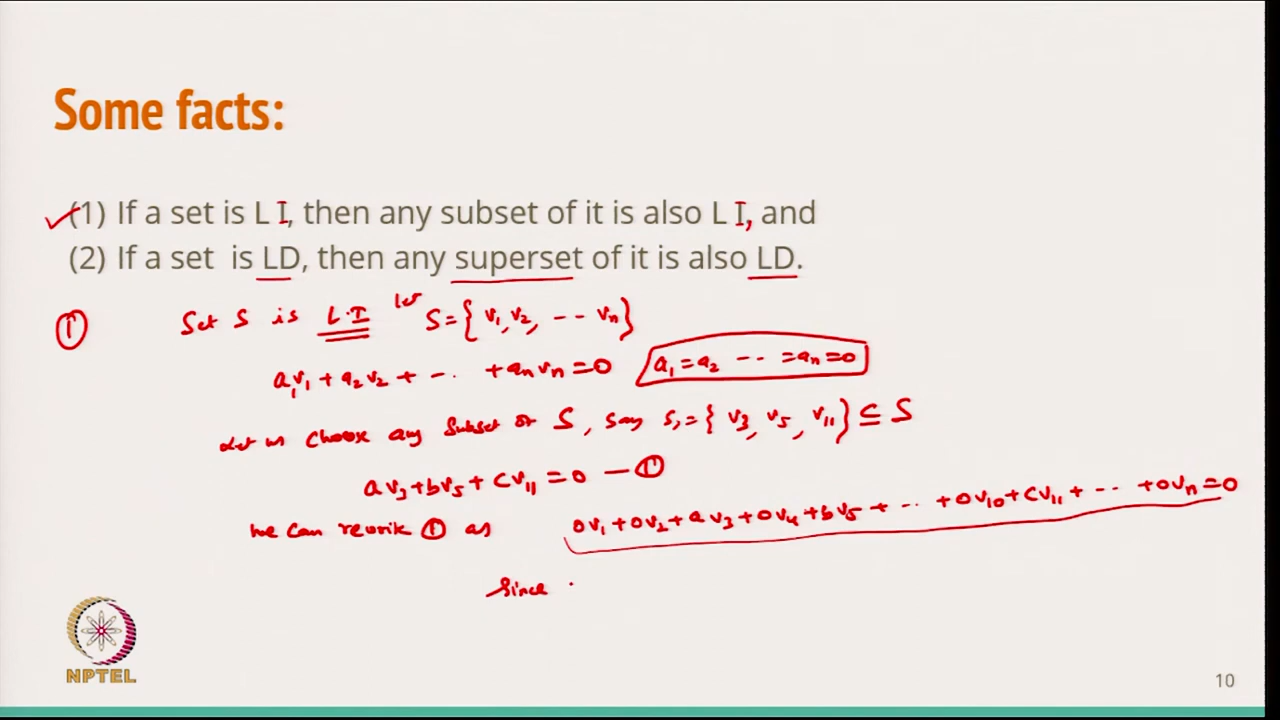 Some facts:
(1) If a set is L I, then any subset of it is also L I, and
(2) If a set is LD, then any superset of it is also LD.
① Set S is L.I let S = { v₁, v₂, -- vₙ }
a₁v₁ + a₂v₂ + -.. + aₙvₙ = 0 a₁ = a₂ -.. = aₙ = 0
Let us choose any subset of S, say S₁ = { v₃, v₅, v₁₁ } ⊆ S
av₃ + bv₅ + cv₁₁ = 0 — ①
we can rewrite ① as 0v₁ + 0v₂ + av₃ + 0v₄ + bv₅ + -.. + 0v₁₀ + cv₁₁ + -.. + 0vₙ = 0
Since
NPTEL
10